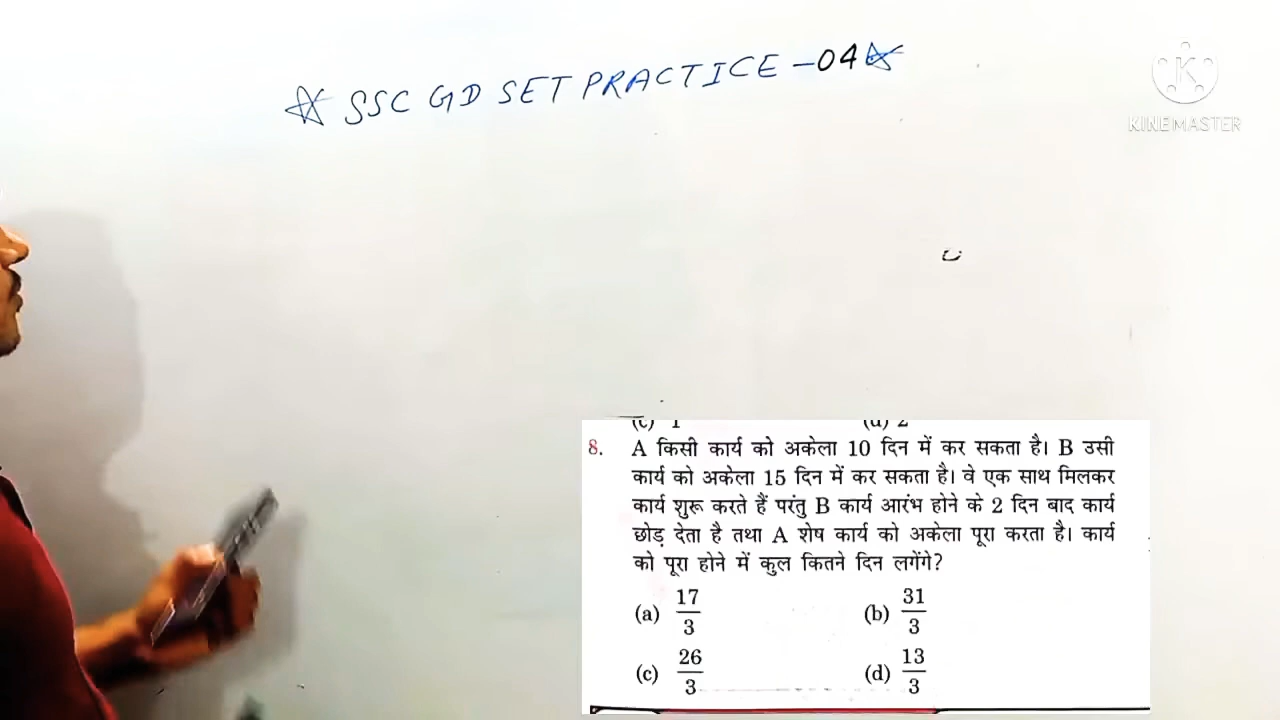 ☆ SSC GD SET PRACTICE -04☆
KINEMASTER
8. A किसी कार्य को अकेला 10 दिन में कर सकता है। B उसी
कार्य को अकेला 15 दिन में कर सकता है। वे एक साथ मिलकर
कार्य शुरू करते हैं परंतु B कार्य आरंभ होने के 2 दिन बाद कार्य
छोड़ देता है तथा A शेष कार्य को अकेला पूरा करता है। कार्य
को पूरा होने में कुल कितने दिन लगेंगे?
(a) 17/3 (b) 31/3
(c) 26/3 (d) 13/3